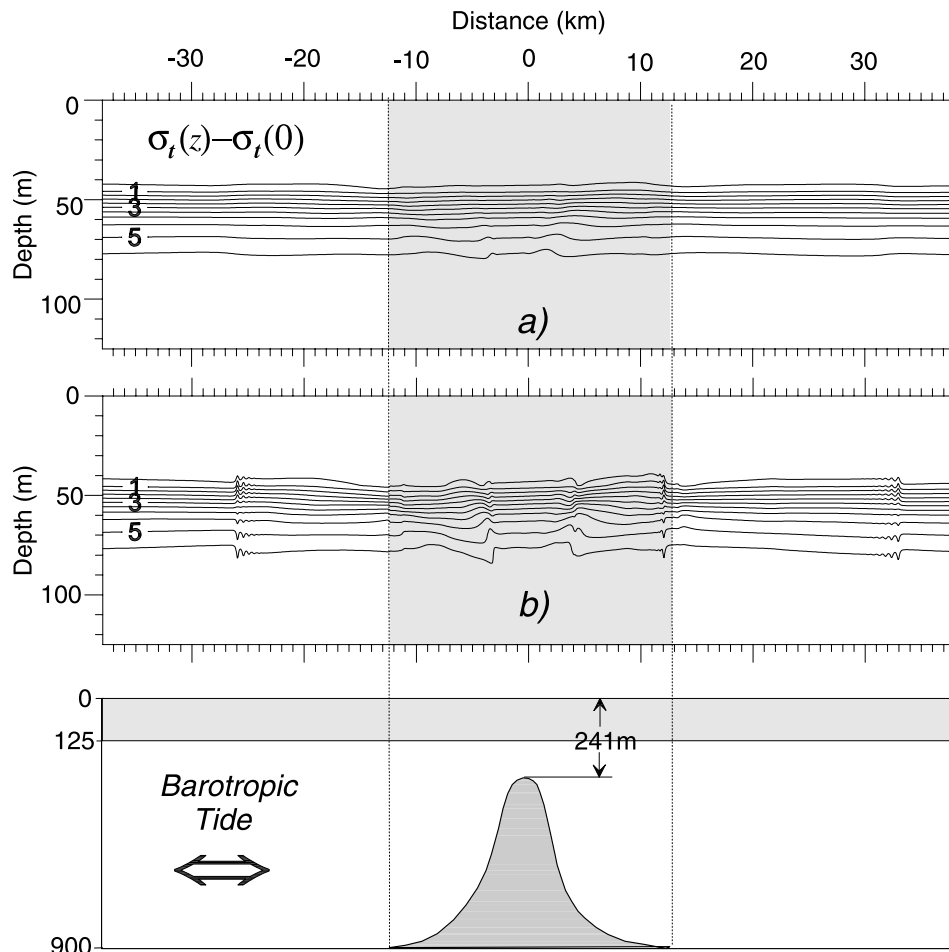 Distance (km)
-30 -20 -10 0 10 20 30
0
σt(z)–σt(0)
1
50
3
5
100
Depth (m)
a)
0
1
50
3
5
100
Depth (m)
b)
0
125
241m
Barotropic
Tide
900